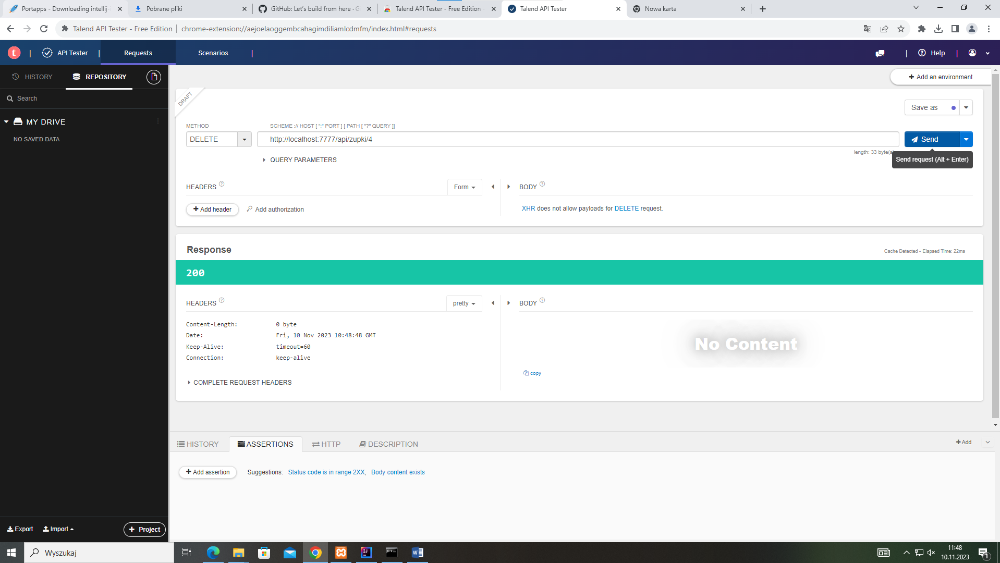 Portapps - Downloading intellij-
Pobrane pliki
GitHub: Let's build from here · G
Talend API Tester - Free Edition -
Talend API Tester
Nowa karta
Talend API Tester - Free Edition
chrome-extension://aejoelaoggembcahagimdiliamlcdmfm/index.html#requests
t | API Tester | Requests Scenarios | | Help |
HISTORY REPOSITORY
Add an environment
Search
DRAFT
Save as
MY DRIVE
METHOD SCHEME :// HOST [ ":" PORT ] [ PATH [ "?" QUERY ]]
NO SAVED DATA
DELETE http://localhost:7777/api/zupki/4 Send
length: 33 byte(s)
QUERY PARAMETERS
Send request (Alt + Enter)
HEADERS ? Form BODY ?
Add header Add authorization
XHR does not allow payloads for DELETE request.
Response
Cache Detected - Elapsed Time: 22ms
200
HEADERS ? pretty BODY ?
Content-Length: 0 byte
Date: Fri, 10 Nov 2023 10:48:48 GMT
Keep-Alive: timeout=60
Connection: keep-alive
No Content
copy
COMPLETE REQUEST HEADERS
HISTORY ASSERTIONS HTTP DESCRIPTION
Add
Add assertion Suggestions: Status code is in range 2XX, Body content exists
Export Import + Project
Wyszukaj
11:48
10.11.2023
1